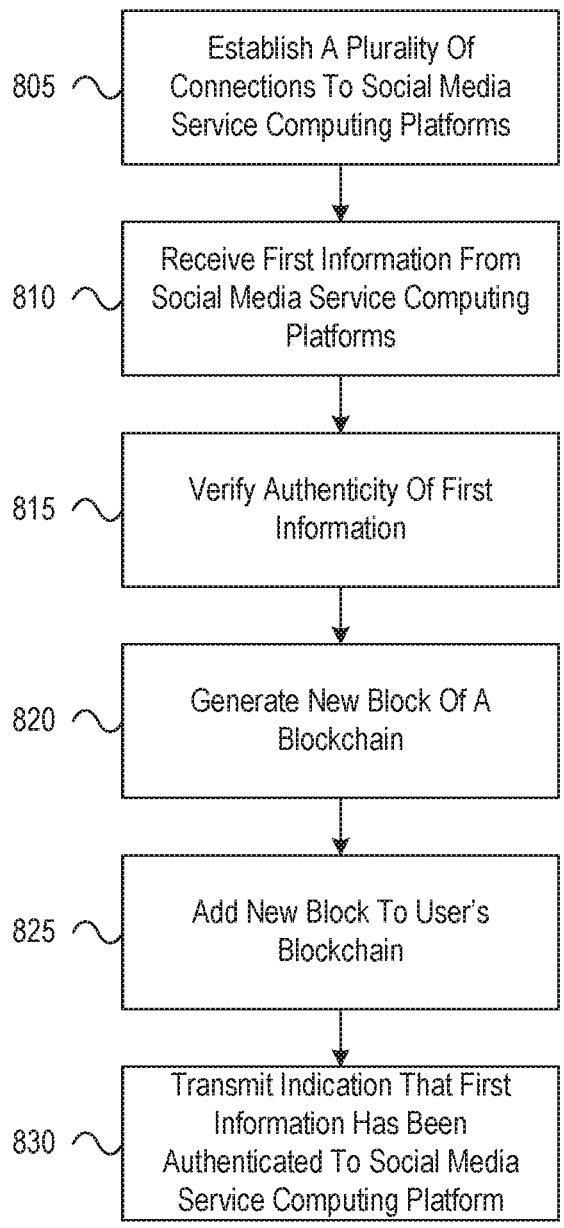 805
Establish A Plurality Of
Connections To Social Media
Service Computing Platforms
810
Receive First Information From
Social Media Service Computing
Platforms
815
Verify Authenticity Of First
Information
820
Generate New Block Of A
Blockchain
825
Add New Block To User's
Blockchain
830
Transmit Indication That First
Information Has Been
Authenticated To Social Media
Service Computing Platform